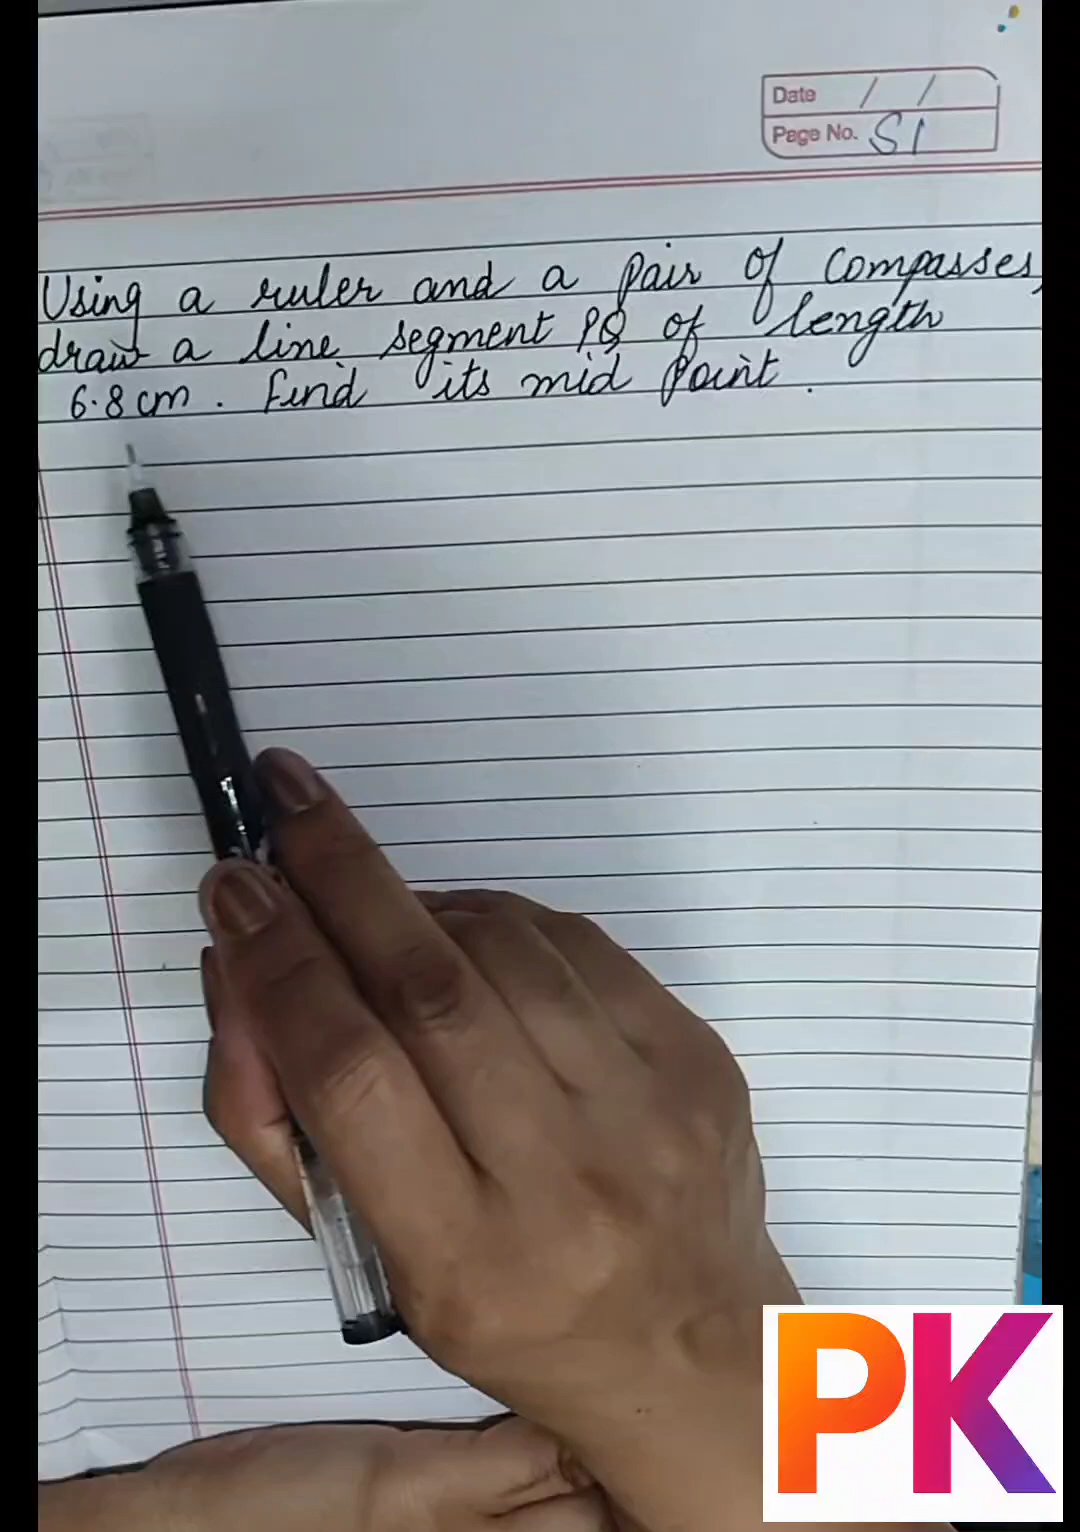 Date / /
Page No. S1
Using a ruler and a pair of compasses,
draw a line segment PQ of length
6.8 cm. Find its mid point.
PK